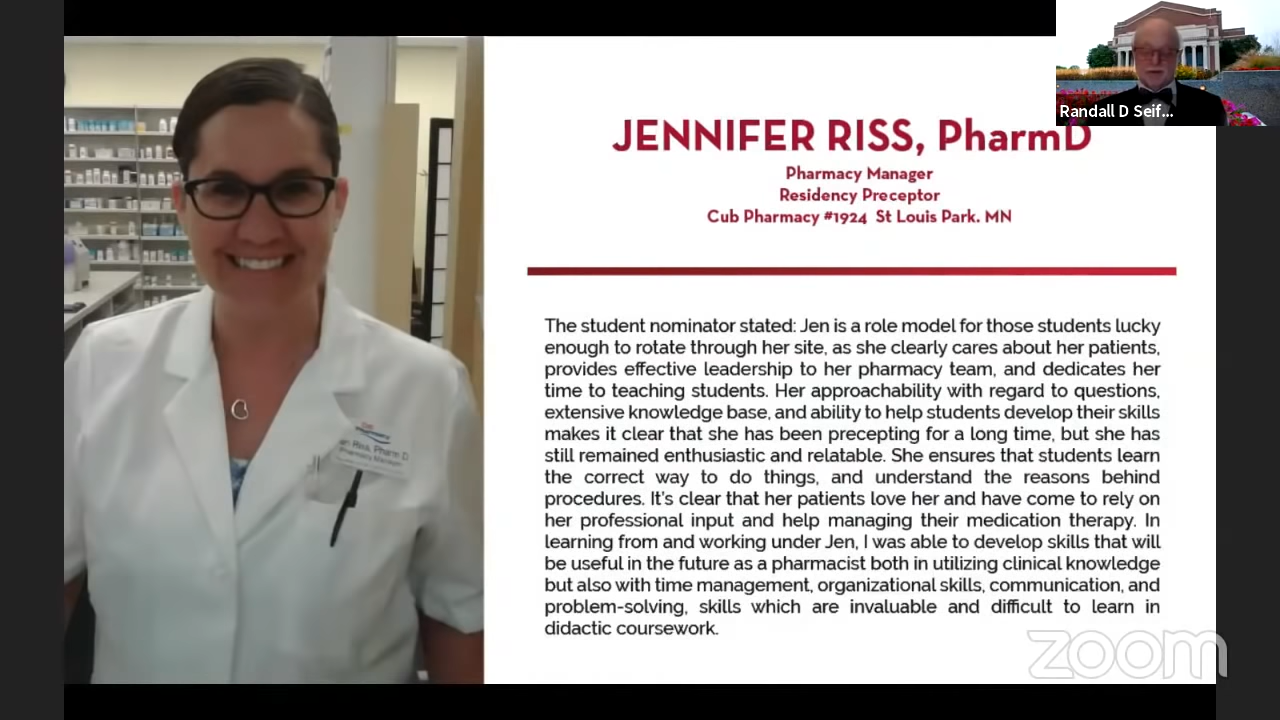 Randall D Seif...
JENNIFER RISS, PharmD
Pharmacy Manager
Residency Preceptor
Cub Pharmacy #1924 St Louis Park. MN
The student nominator stated: Jen is a role model for those students lucky
enough to rotate through her site, as she clearly cares about her patients,
provides effective leadership to her pharmacy team, and dedicates her
time to teaching students. Her approachability with regard to questions,
extensive knowledge base, and ability to help students develop their skills
makes it clear that she has been precepting for a long time, but she has
still remained enthusiastic and relatable. She ensures that students learn
the correct way to do things, and understand the reasons behind
procedures. It's clear that her patients love her and have come to rely on
her professional input and help managing their medication therapy. In
learning from and working under Jen, I was able to develop skills that will
be useful in the future as a pharmacist both in utilizing clinical knowledge
but also with time management, organizational skills, communication, and
problem-solving, skills which are invaluable and difficult to learn in
didactic coursework.
Riss, Pharm D
Pharmacy Manager
zoom